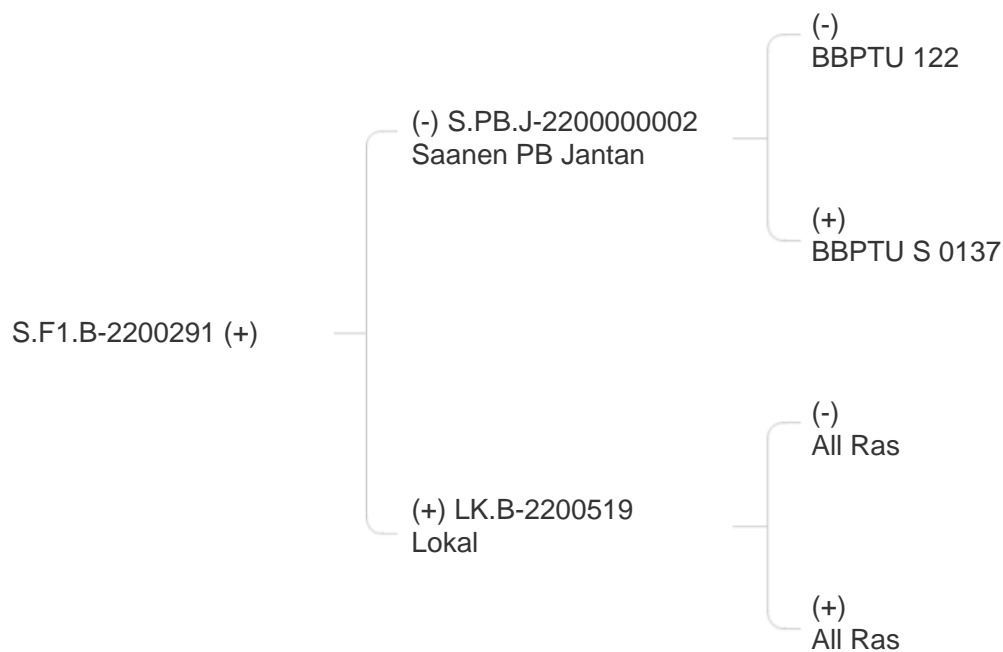 (-)
BBPTU 122
(-) S.PB.J-2200000002
Saanen PB Jantan
(+)
BBPTU S 0137
S.F1.B-2200291 (+)
(-)
All Ras
(+) LK.B-2200519
Lokal
(+)
All Ras